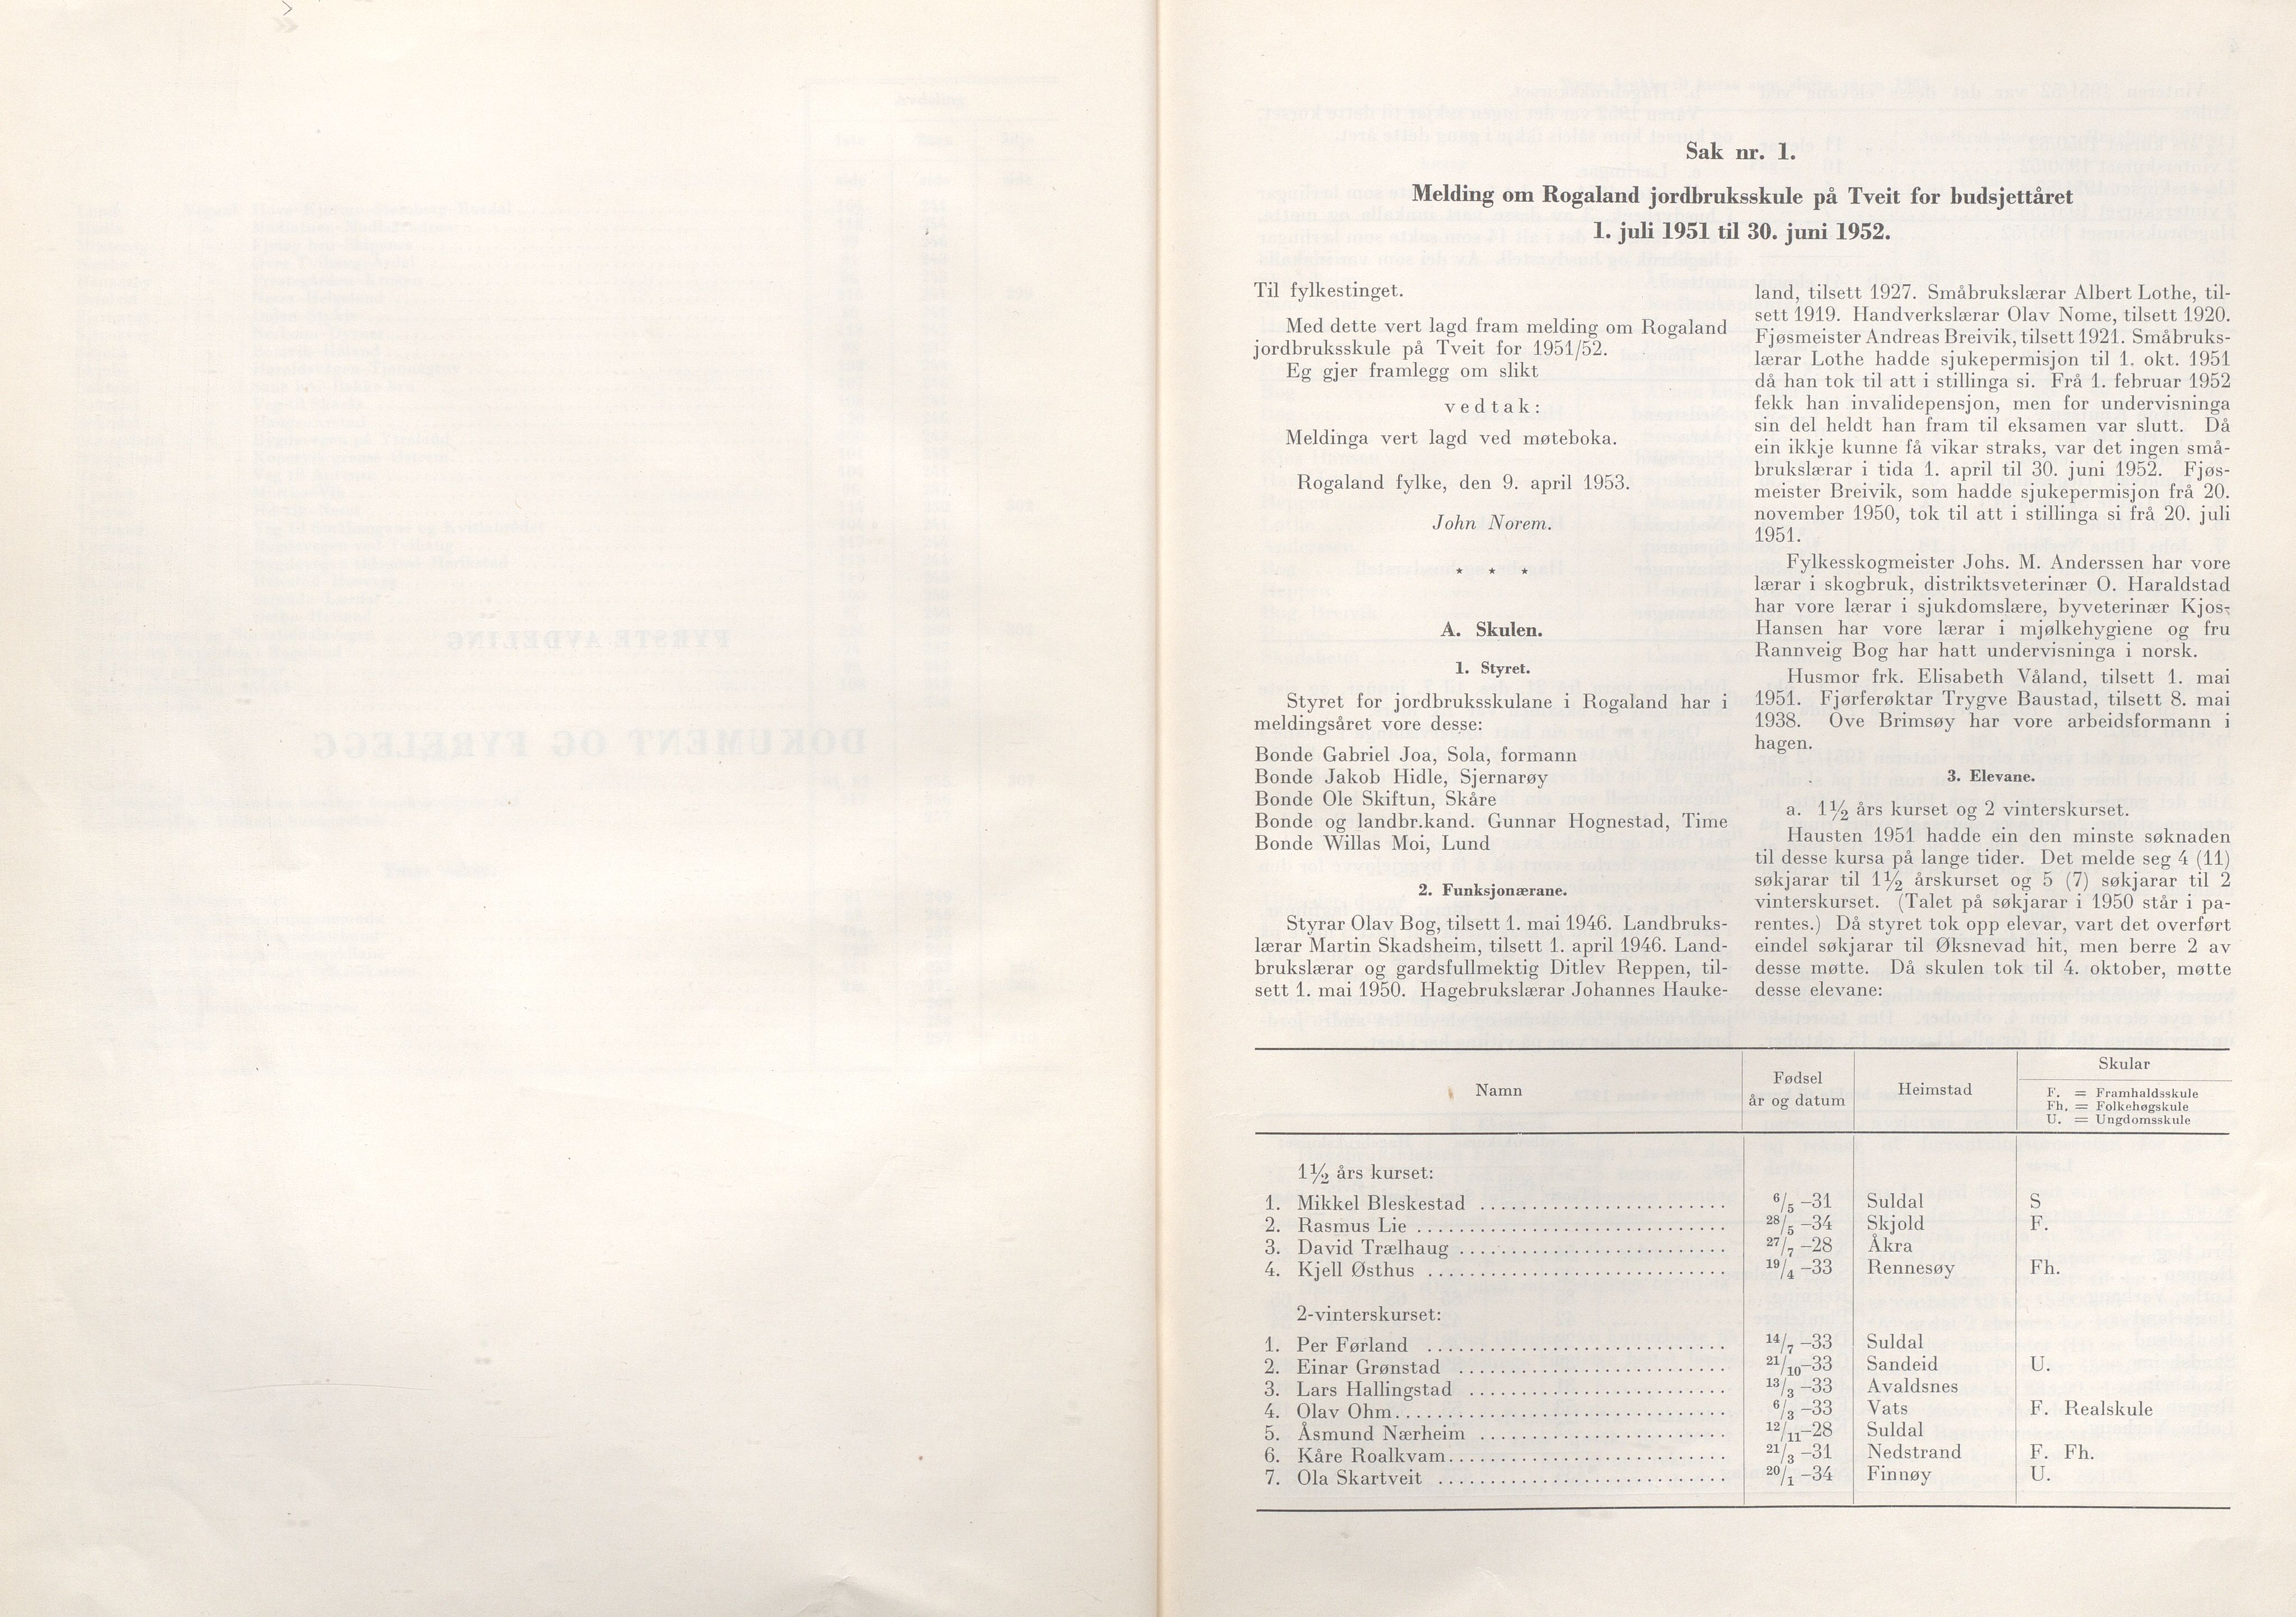 Sak nr. 1.
Melding om Rogaland jordbruksskule på Tveit for budsjettåret
1. juli 1951 til 30. juni 1952.
Til fylkestinget.
Med dette vert lagd fram melding om Rogaland
jordbruksskule på Tveit for 1951/52.
Eg gjer framlegg om slikt
vedtak:
Meldinga vert lagd ved møteboka.
Rogaland fylke, den 9. april 1953.
John Norem.
* * *
A. Skulen.
1. Styret.
Styret for jordbruksskulane i Rogaland har i
meldingsåret vore desse:
Bonde Gabriel Joa, Sola, formann
Bonde Jakob Hidle, Sjernarøy
Bonde Ole Skiftun, Skåre
Bonde og landbr.kand. Gunnar Hognestad, Time
Bonde Willas Moi, Lund
2. Funksjonærane.
Styrar Olav Bog, tilsett 1. mai 1946. Landbruks-
lærar Martin Skadsheim, tilsett 1. april 1946. Land-
brukslærar og gardsfullmektig Ditlev Reppen, til-
sett 1. mai 1950. Hagebrukslærar Johannes Hauke-
land, tilsett 1927. Småbrukslærar Albert Lothe, til-
sett 1919. Handverkslærar Olav Nome, tilsett 1920.
Fjøsmeister Andreas Breivik, tilsett 1921. Småbruks-
lærar Lothe hadde sjukepermisjon til 1. okt. 1951
då han tok til att i stillinga si. Frå 1. februar 1952
fekk han invalidepensjon, men for undervisninga
sin del heldt han fram til eksamen var slutt. Då
ein ikkje kunne få vikar straks, var det ingen små-
brukslærar i tida 1. april til 30. juni 1952. Fjøs-
meister Breivik, som hadde sjukepermisjon frå 20.
november 1950, tok til att i stillinga si frå 20. juli
1951.
Fylkesskogmeister Johs. M. Anderssen har vore
lærar i skogbruk, distriktsveterinær O. Haraldstad
har vore lærar i sjukdomslære, byveterinær Kjos-
Hansen har vore lærar i mjølkehygiene og fru
Rannveig Bog har hatt undervisninga i norsk.
Husmor frk. Elisabeth Våland, tilsett 1. mai
1951. Fjørferøktar Trygve Baustad, tilsett 8. mai
1938. Ove Brimsøy har vore arbeidsformann i
hagen.
3. Elevane.
a. 1½ års kurset og 2 vinterskurset.
Hausten 1951 hadde ein den minste søknaden
til desse kursa på lange tider. Det melde seg 4 (11)
søkjarar til 1½ årskurset og 5 (7) søkjarar til 2
vinterskurset. (Talet på søkjarar i 1950 står i pa-
rentes.) Då styret tok opp elevar, vart det overført
eindel søkjarar til Øksnevad hit, men berre 2 av
desse møtte. Då skulen tok til 4. oktober, møtte
desse elevane:
Namn
Fødsel
år og datum
Heimstad
Skular
F. = Framhaldsskule
Fh. = Folkehøgskule
U. = Ungdomsskule
1½ års kurset:
1. Mikkel Bleskestad ........................ 6/5 –31 Suldal S
2. Rasmus Lie .............................. 28/5 –34 Skjold F.
3. David Trælhaug .......................... 27/7 –28 Åkra
4. Kjell Østhus ............................. 19/4 –33 Rennesøy Fh.
2-vinterskurset:
1. Per Førland ............................. 14/7 –33 Suldal
2. Einar Grønstad .......................... 21/10–33 Sandeid U.
3. Lars Hallingstad ......................... 13/3 –33 Avaldsnes
4. Olav Ohm................................ 6/3 –33 Vats F. Realskule
5. Åsmund Nærheim ........................ 12/11–28 Suldal
6. Kåre Roalkvam........................... 21/3 –31 Nedstrand F. Fh.
7. Ola Skartveit ............................ 20/1 –34 Finnøy U.